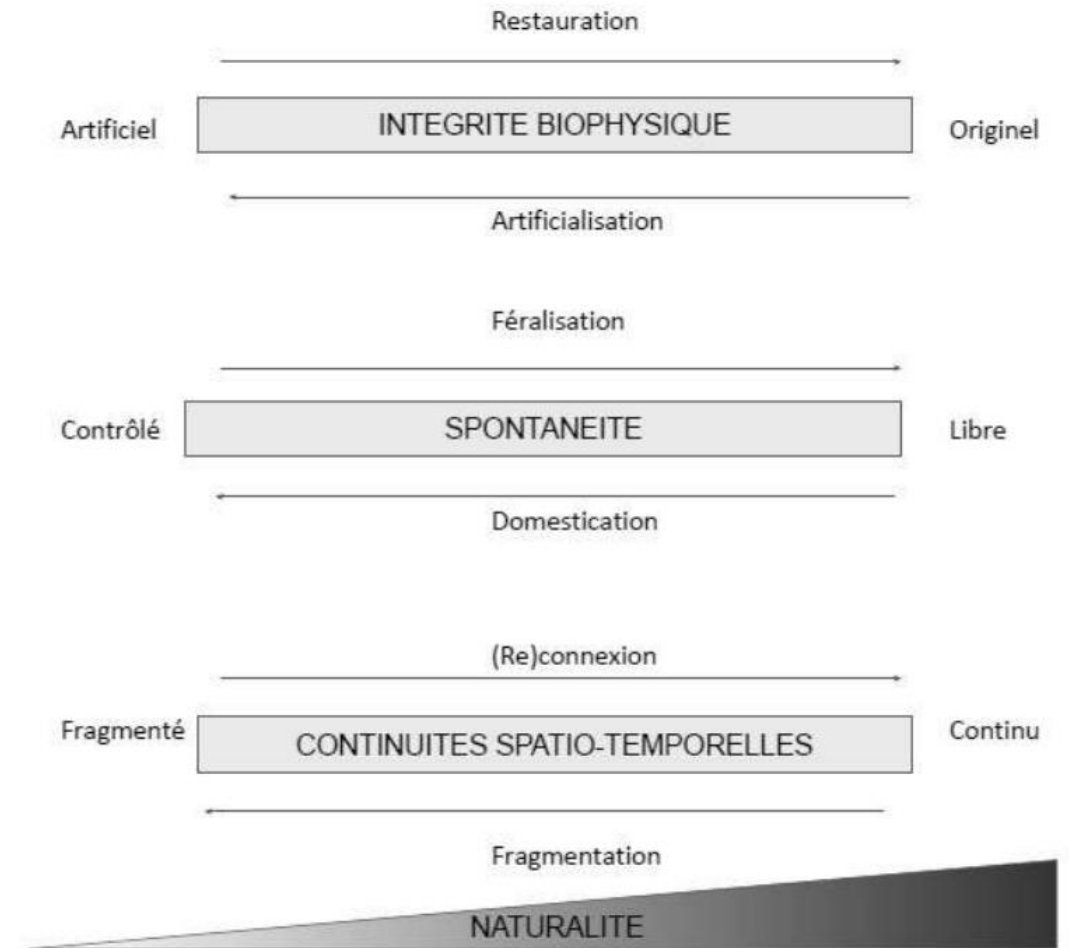 Restauration
Artificiel
INTEGRITE BIOPHYSIQUE
Originel
Artificialisation
Féralisation
Contrôlé
SPONTANEITE
Libre
Domestication
(Re)connexion
Fragmenté
CONTINUITES SPATIO-TEMPORELLES
Continu
Fragmentation
NATURALITE